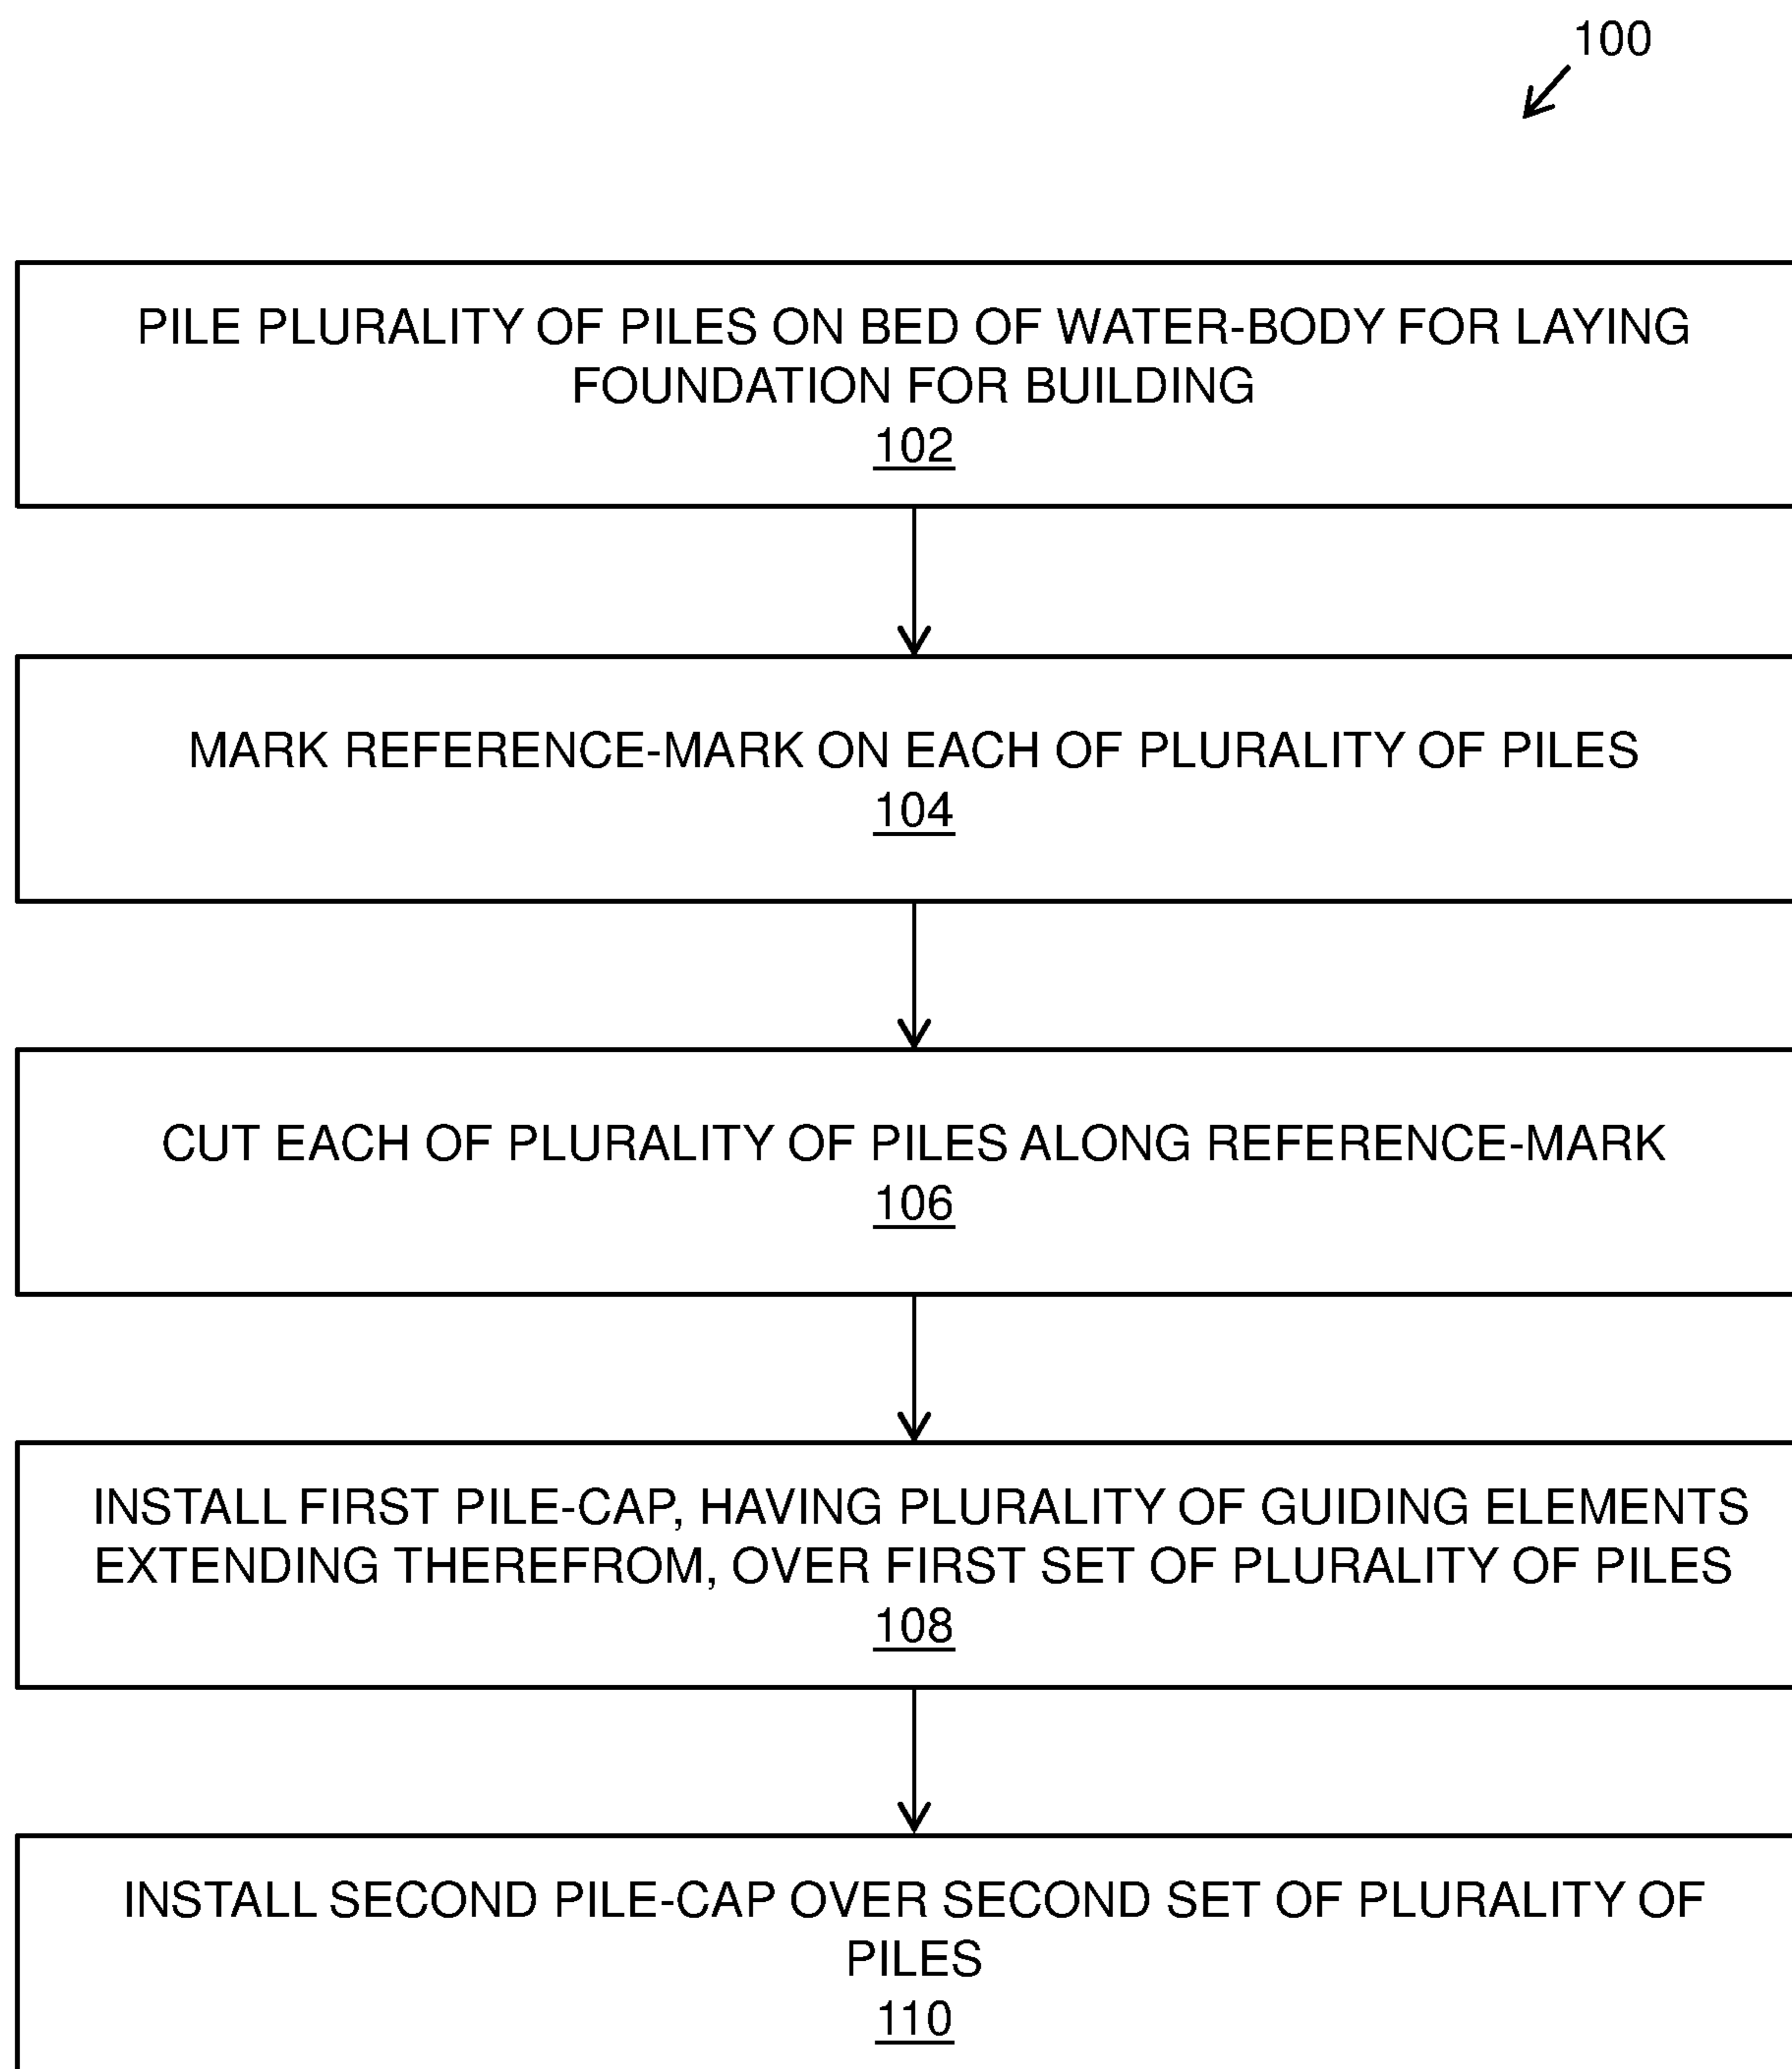 100
PILE PLURALITY OF PILES ON BED OF WATER-BODY FOR LAYING
FOUNDATION FOR BUILDING
102
MARK REFERENCE-MARK ON EACH OF PLURALITY OF PILES
104
CUT EACH OF PLURALITY OF PILES ALONG REFERENCE-MARK
106
INSTALL FIRST PILE-CAP, HAVING PLURALITY OF GUIDING ELEMENTS
EXTENDING THEREFROM, OVER FIRST SET OF PLURALITY OF PILES
108
INSTALL SECOND PILE-CAP OVER SECOND SET OF PLURALITY OF
PILES
110